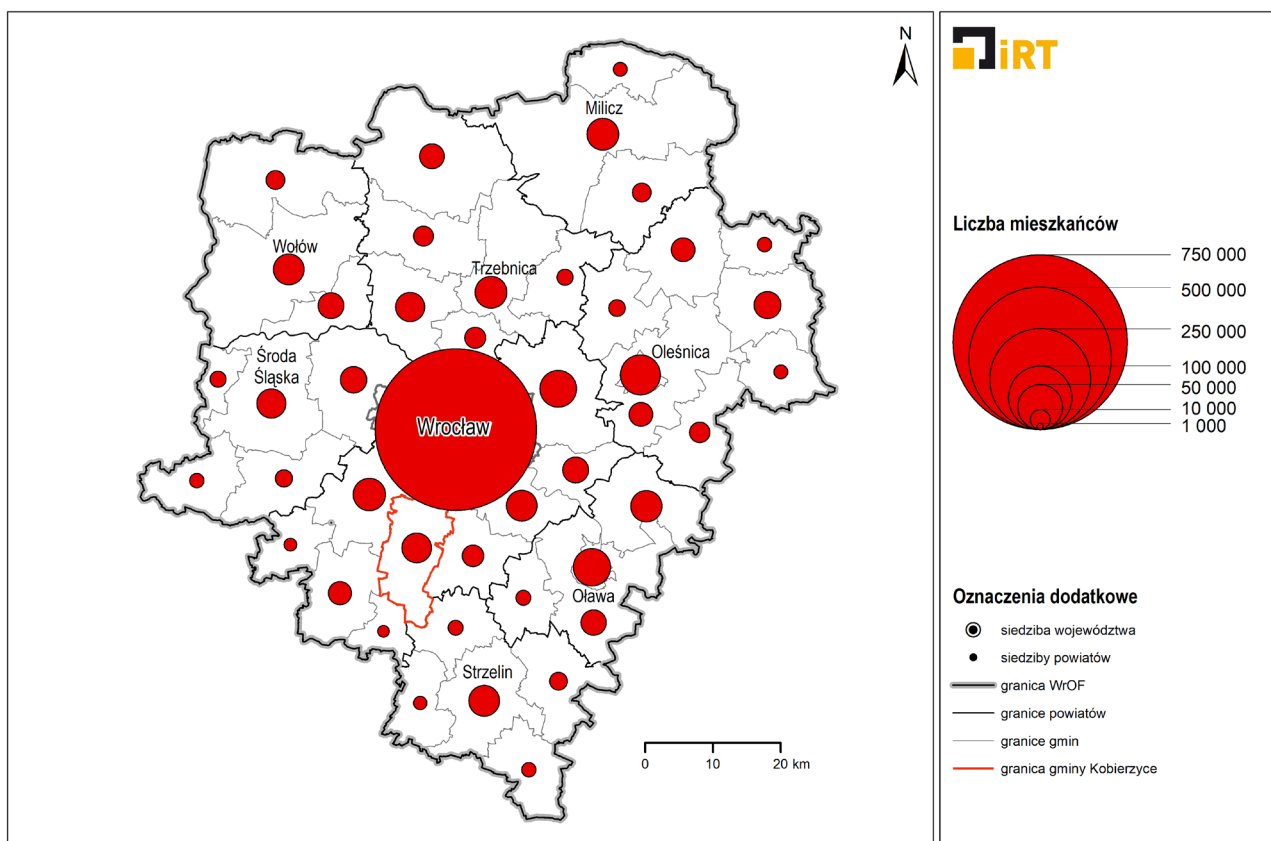 N
Milicz
Wołów
Trzebnica
Oleśnica
Środa
Śląska
Wrocław
Oława
Strzelin
0 10 20 km
iRT
Liczba mieszkańców
750 000
500 000
250 000
100 000
50 000
10 000
1 000
Oznaczenia dodatkowe
siedziba województwa
siedziby powiatów
granica WrOF
granice powiatów
granice gmin
granica gminy Kobierzyce